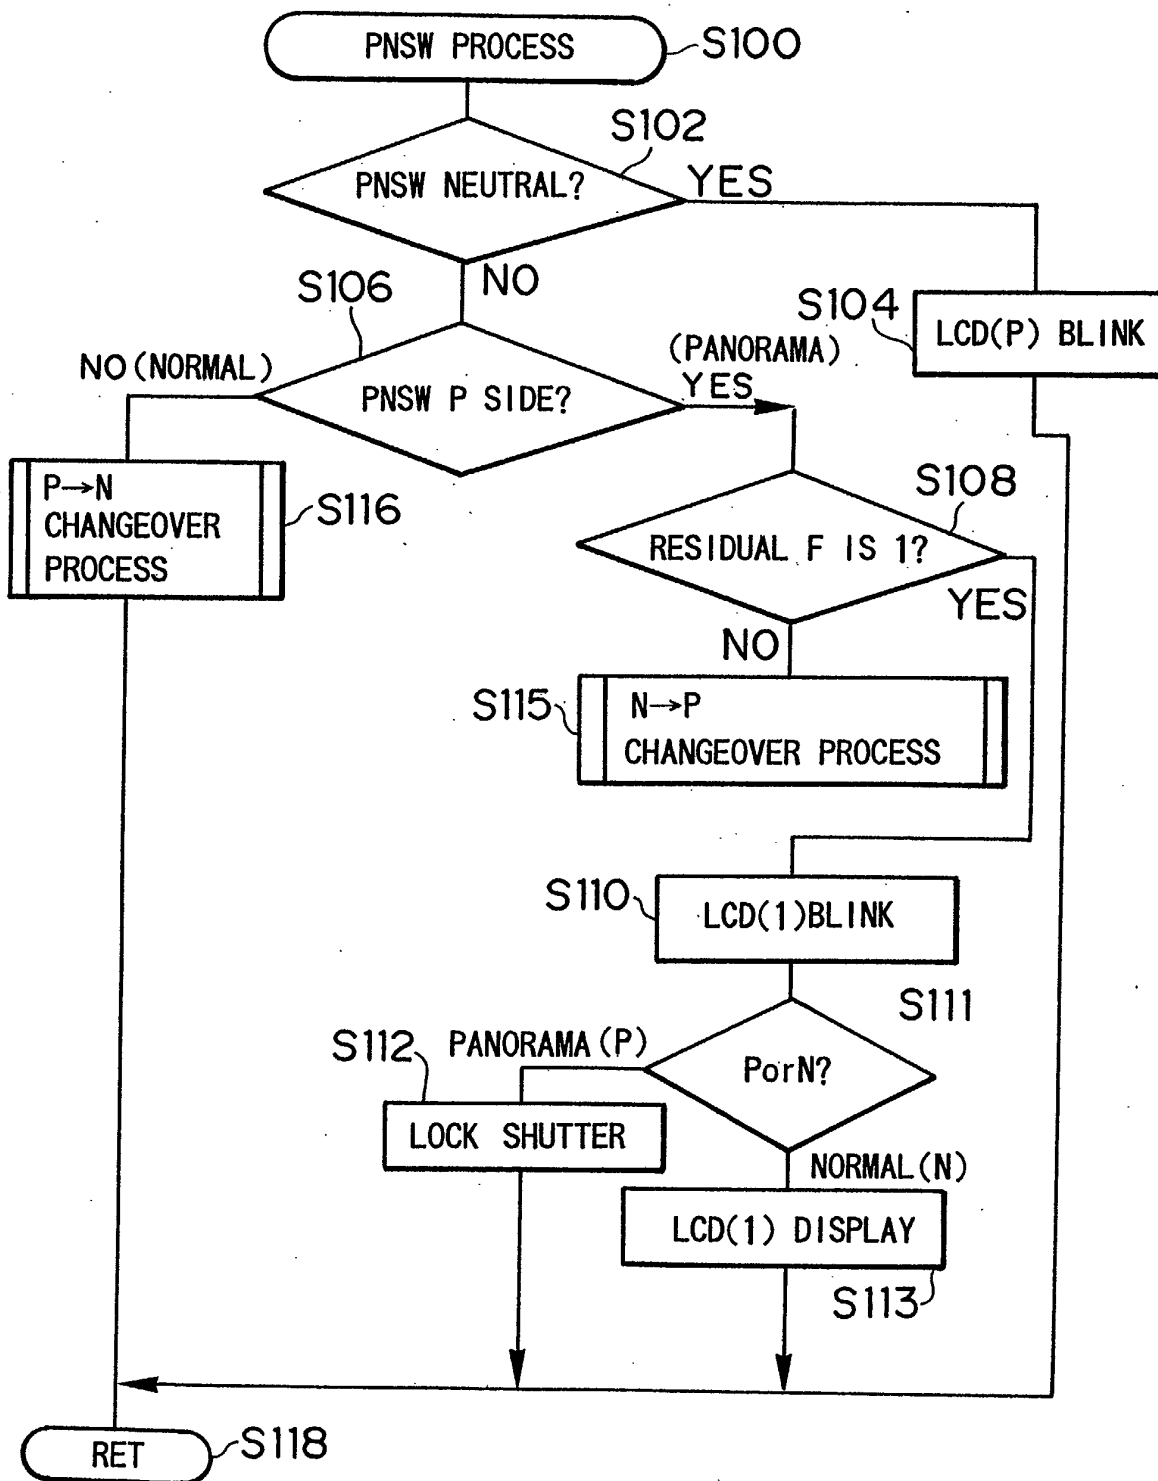 PNSW PROCESS
S100
S102
PNSW NEUTRAL?
YES
NO
S106
S104
LCD(P) BLINK
NO(NORMAL)
(PANORAMA)
YES
PNSW P SIDE?
P→N
CHANGEOVER
PROCESS
S116
S108
RESIDUAL F IS 1?
YES
NO
S115
N→P
CHANGEOVER PROCESS
S110
LCD(1)BLINK
S111
S112
PANORAMA(P)
PorN?
LOCK SHUTTER
NORMAL(N)
LCD(1) DISPLAY
S113
RET
S118